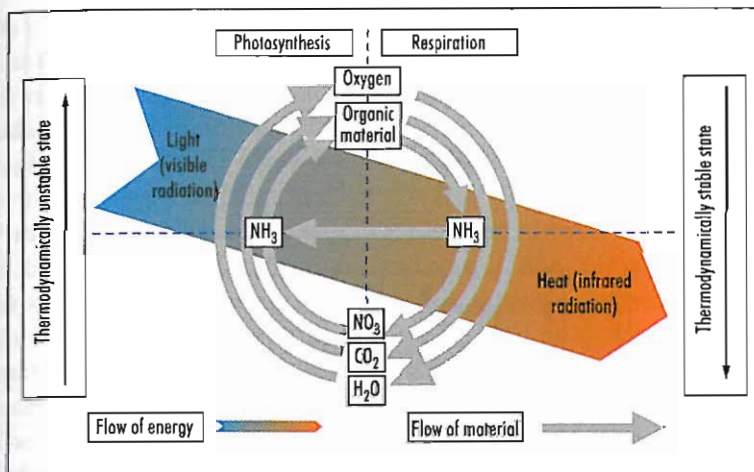 Photosynthesis
Respiration
Oxygen
Organic
material
Light
(visible
radiation)
Thermodynamically unstable state
Thermodynamically stable state
NH₃
NH₃
Heat (infrared
radiation)
NO₃
CO₂
H₂O
Flow of energy
Flow of material